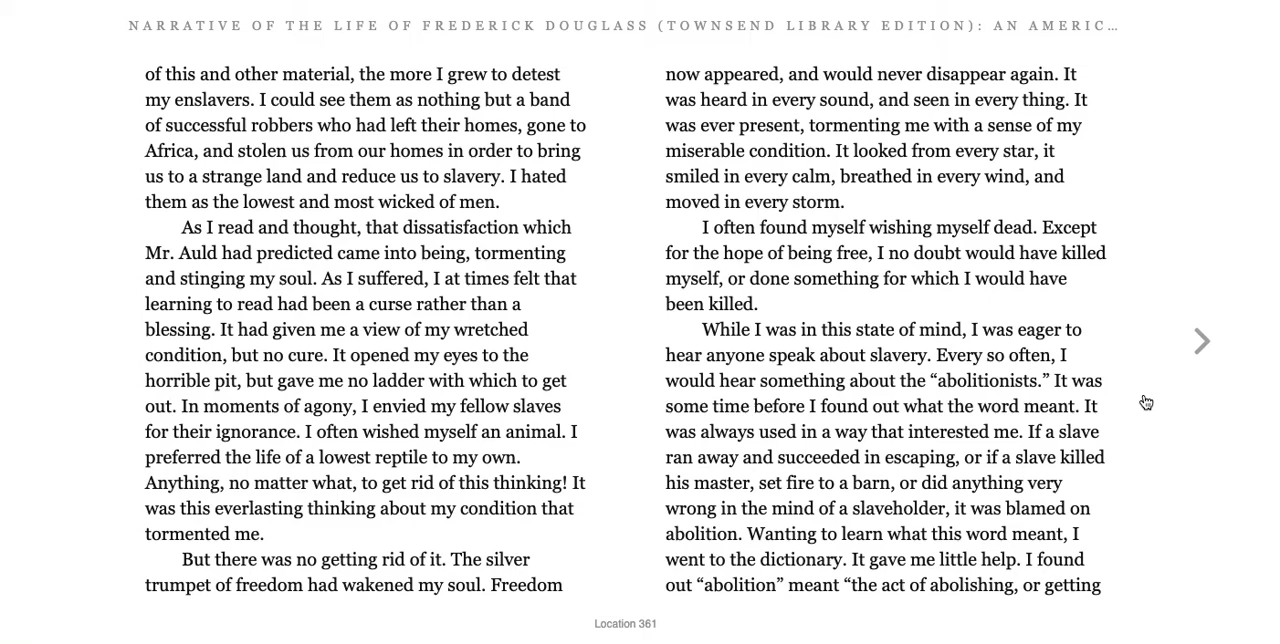 NARRATIVE OF THE LIFE OF FREDERICK DOUGLASS (TOWNSEND LIBRARY EDITION): AN AMERIC...
of this and other material, the more I grew to detest
my enslavers. I could see them as nothing but a band
of successful robbers who had left their homes, gone to
Africa, and stolen us from our homes in order to bring
us to a strange land and reduce us to slavery. I hated
them as the lowest and most wicked of men.
As I read and thought, that dissatisfaction which
Mr. Auld had predicted came into being, tormenting
and stinging my soul. As I suffered, I at times felt that
learning to read had been a curse rather than a
blessing. It had given me a view of my wretched
condition, but no cure. It opened my eyes to the
horrible pit, but gave me no ladder with which to get
out. In moments of agony, I envied my fellow slaves
for their ignorance. I often wished myself an animal. I
preferred the life of a lowest reptile to my own.
Anything, no matter what, to get rid of this thinking! It
was this everlasting thinking about my condition that
tormented me.
But there was no getting rid of it. The silver
trumpet of freedom had wakened my soul. Freedom
now appeared, and would never disappear again. It
was heard in every sound, and seen in every thing. It
was ever present, tormenting me with a sense of my
miserable condition. It looked from every star, it
smiled in every calm, breathed in every wind, and
moved in every storm.
I often found myself wishing myself dead. Except
for the hope of being free, I no doubt would have killed
myself, or done something for which I would have
been killed.
While I was in this state of mind, I was eager to
hear anyone speak about slavery. Every so often, I
would hear something about the “abolitionists.” It was
some time before I found out what the word meant. It
was always used in a way that interested me. If a slave
ran away and succeeded in escaping, or if a slave killed
his master, set fire to a barn, or did anything very
wrong in the mind of a slaveholder, it was blamed on
abolition. Wanting to learn what this word meant, I
went to the dictionary. It gave me little help. I found
out “abolition” meant “the act of abolishing, or getting
Location 361